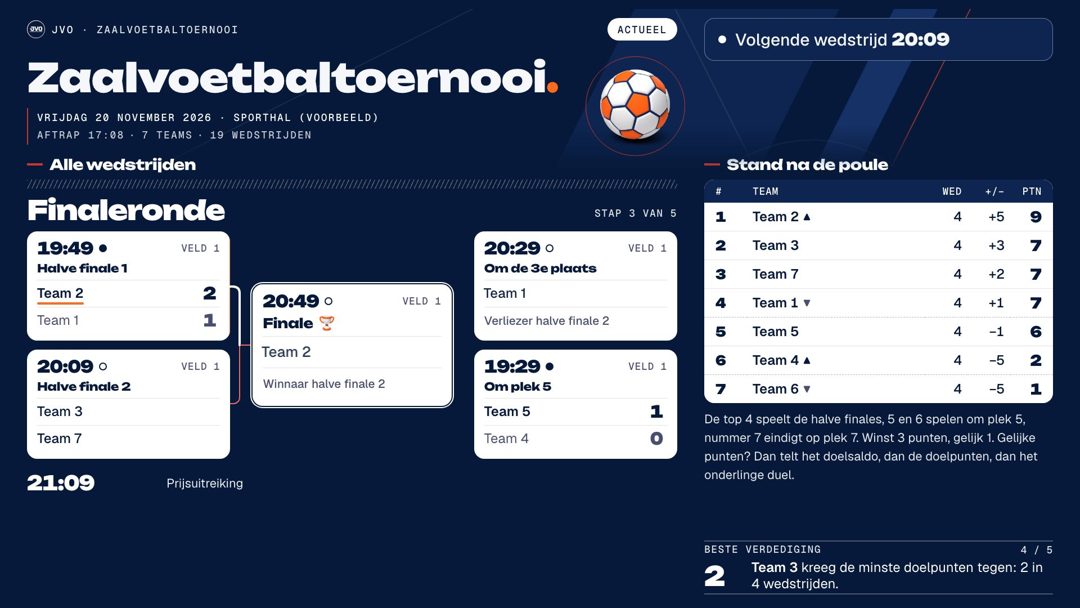 JVO JVO · ZAALVOETBALTOERNOOI
ACTUEEL
Zaalvoetbaltoernooi.
VRIJDAG 20 NOVEMBER 2026 · SPORTHAL (VOORBEELD)
AFTRAP 17:08 · 7 TEAMS · 19 WEDSTRIJDEN
Alle wedstrijden
Finaleronde
STAP 3 VAN 5
19:49 VELD 1
Halve finale 1
Team 2 2
Team 1 1
20:09 VELD 1
Halve finale 2
Team 3
Team 7
20:49 VELD 1
Finale
Team 2
Winnaar halve finale 2
20:29 VELD 1
Om de 3e plaats
Team 1
Verliezer halve finale 2
19:29 VELD 1
Om plek 5
Team 5 1
Team 4 0
21:09 Prijsuitreiking
Volgende wedstrijd 20:09
Stand na de poule
# TEAM WED +/− PTN
1 Team 2 ▲ 4 +5 9
2 Team 3 4 +3 7
3 Team 7 4 +2 7
4 Team 1 ▼ 4 +1 7
5 Team 5 4 −1 6
6 Team 4 ▲ 4 −5 2
7 Team 6 ▼ 4 −5 1
De top 4 speelt de halve finales, 5 en 6 spelen om plek 5,
nummer 7 eindigt op plek 7. Winst 3 punten, gelijk 1. Gelijke
punten? Dan telt het doelsaldo, dan de doelpunten, dan het
onderlinge duel.
BESTE VERDEDIGING 4 / 5
2 Team 3 kreeg de minste doelpunten tegen: 2 in
4 wedstrijden.